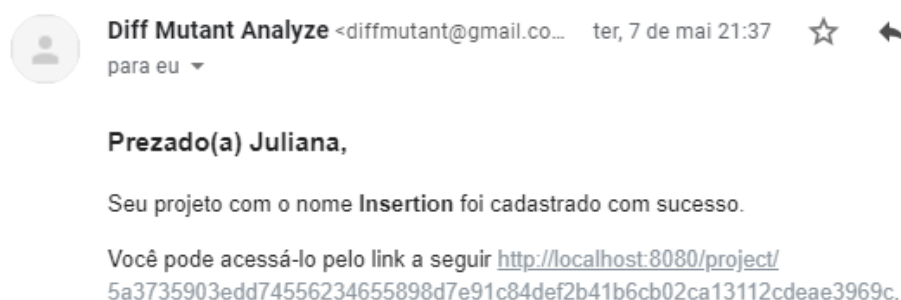 Diff Mutant Analyze <diffmutant@gmail.co... ter, 7 de mai 21:37
para eu
Prezado(a) Juliana,
Seu projeto com o nome Insertion foi cadastrado com sucesso.
Você pode acessá-lo pelo link a seguir http://localhost:8080/project/
5a3735903edd74556234655898d7e91c84def2b41b6cb02ca13112cdeae3969c.